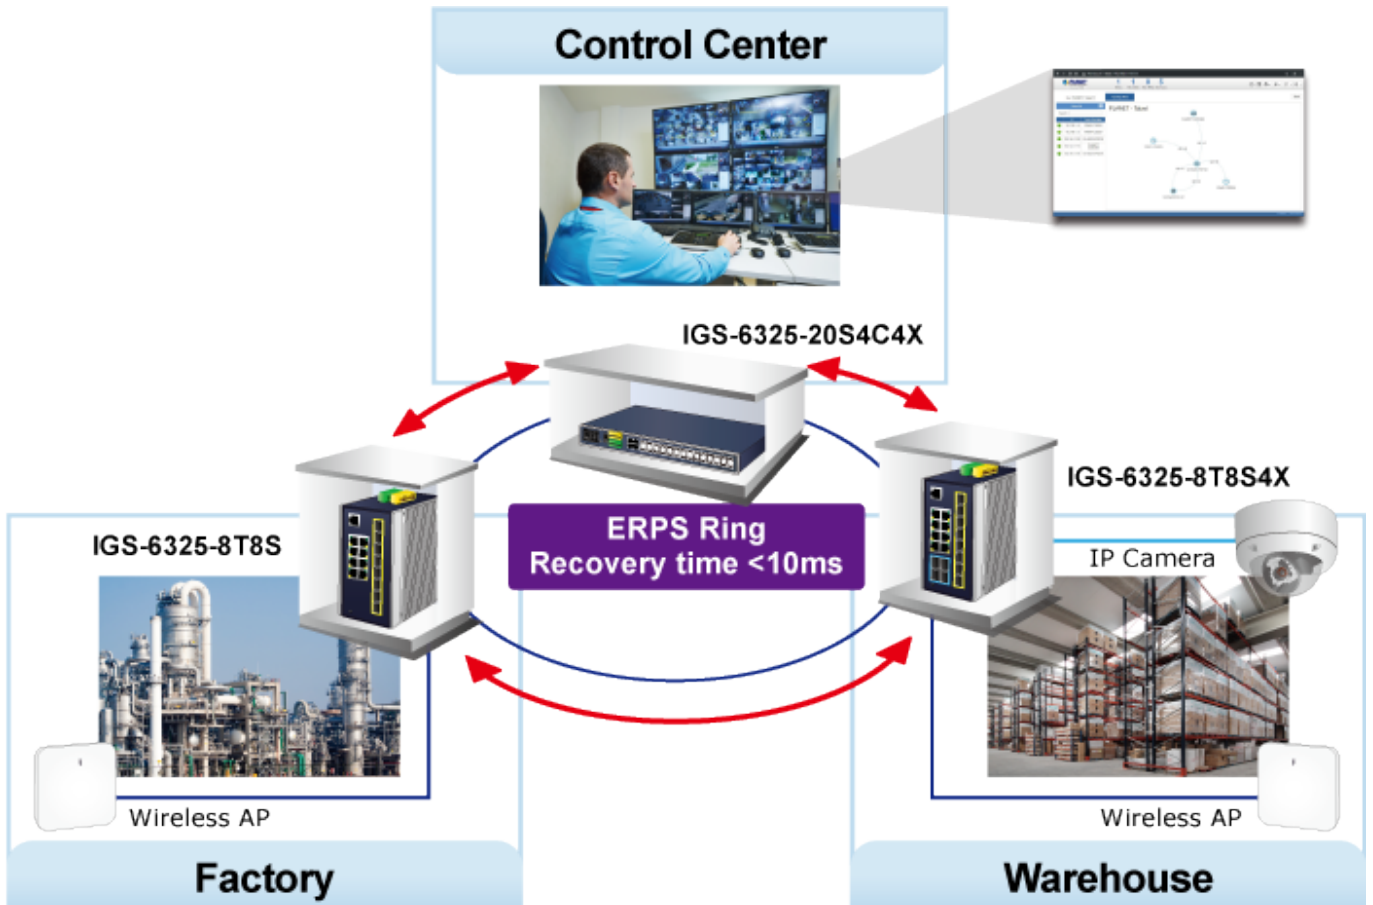 Control Center
IGS-6325-20S4C4X
IGS-6325-8T8S4X
ERPS Ring
Recovery time <10ms
IGS-6325-8T8S
IP Camera
Wireless AP
Wireless AP
Factory
Warehouse